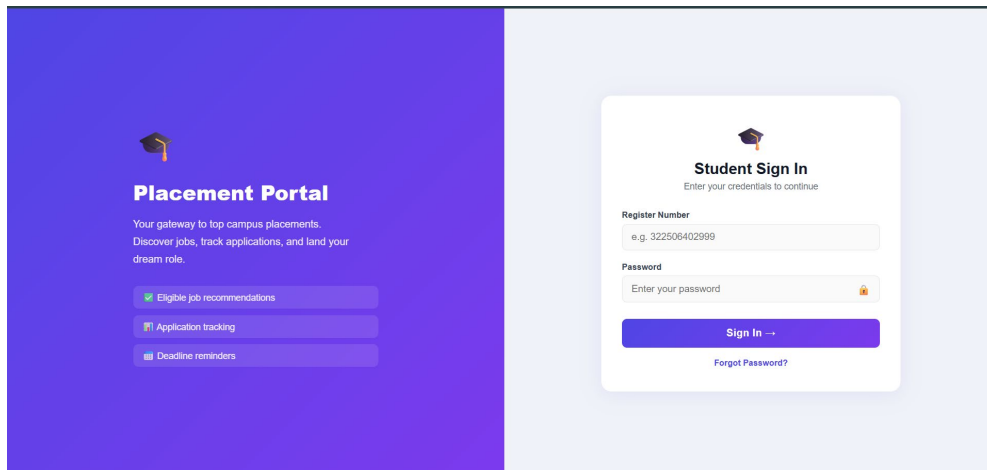 Placement Portal
Your gateway to top campus placements.
Discover jobs, track applications, and land your
dream role.
Eligible job recommendations
Application tracking
Deadline reminders
Student Sign In
Enter your credentials to continue
Register Number
e.g. 322506402999
Password
Enter your password
Sign In →
Forgot Password?